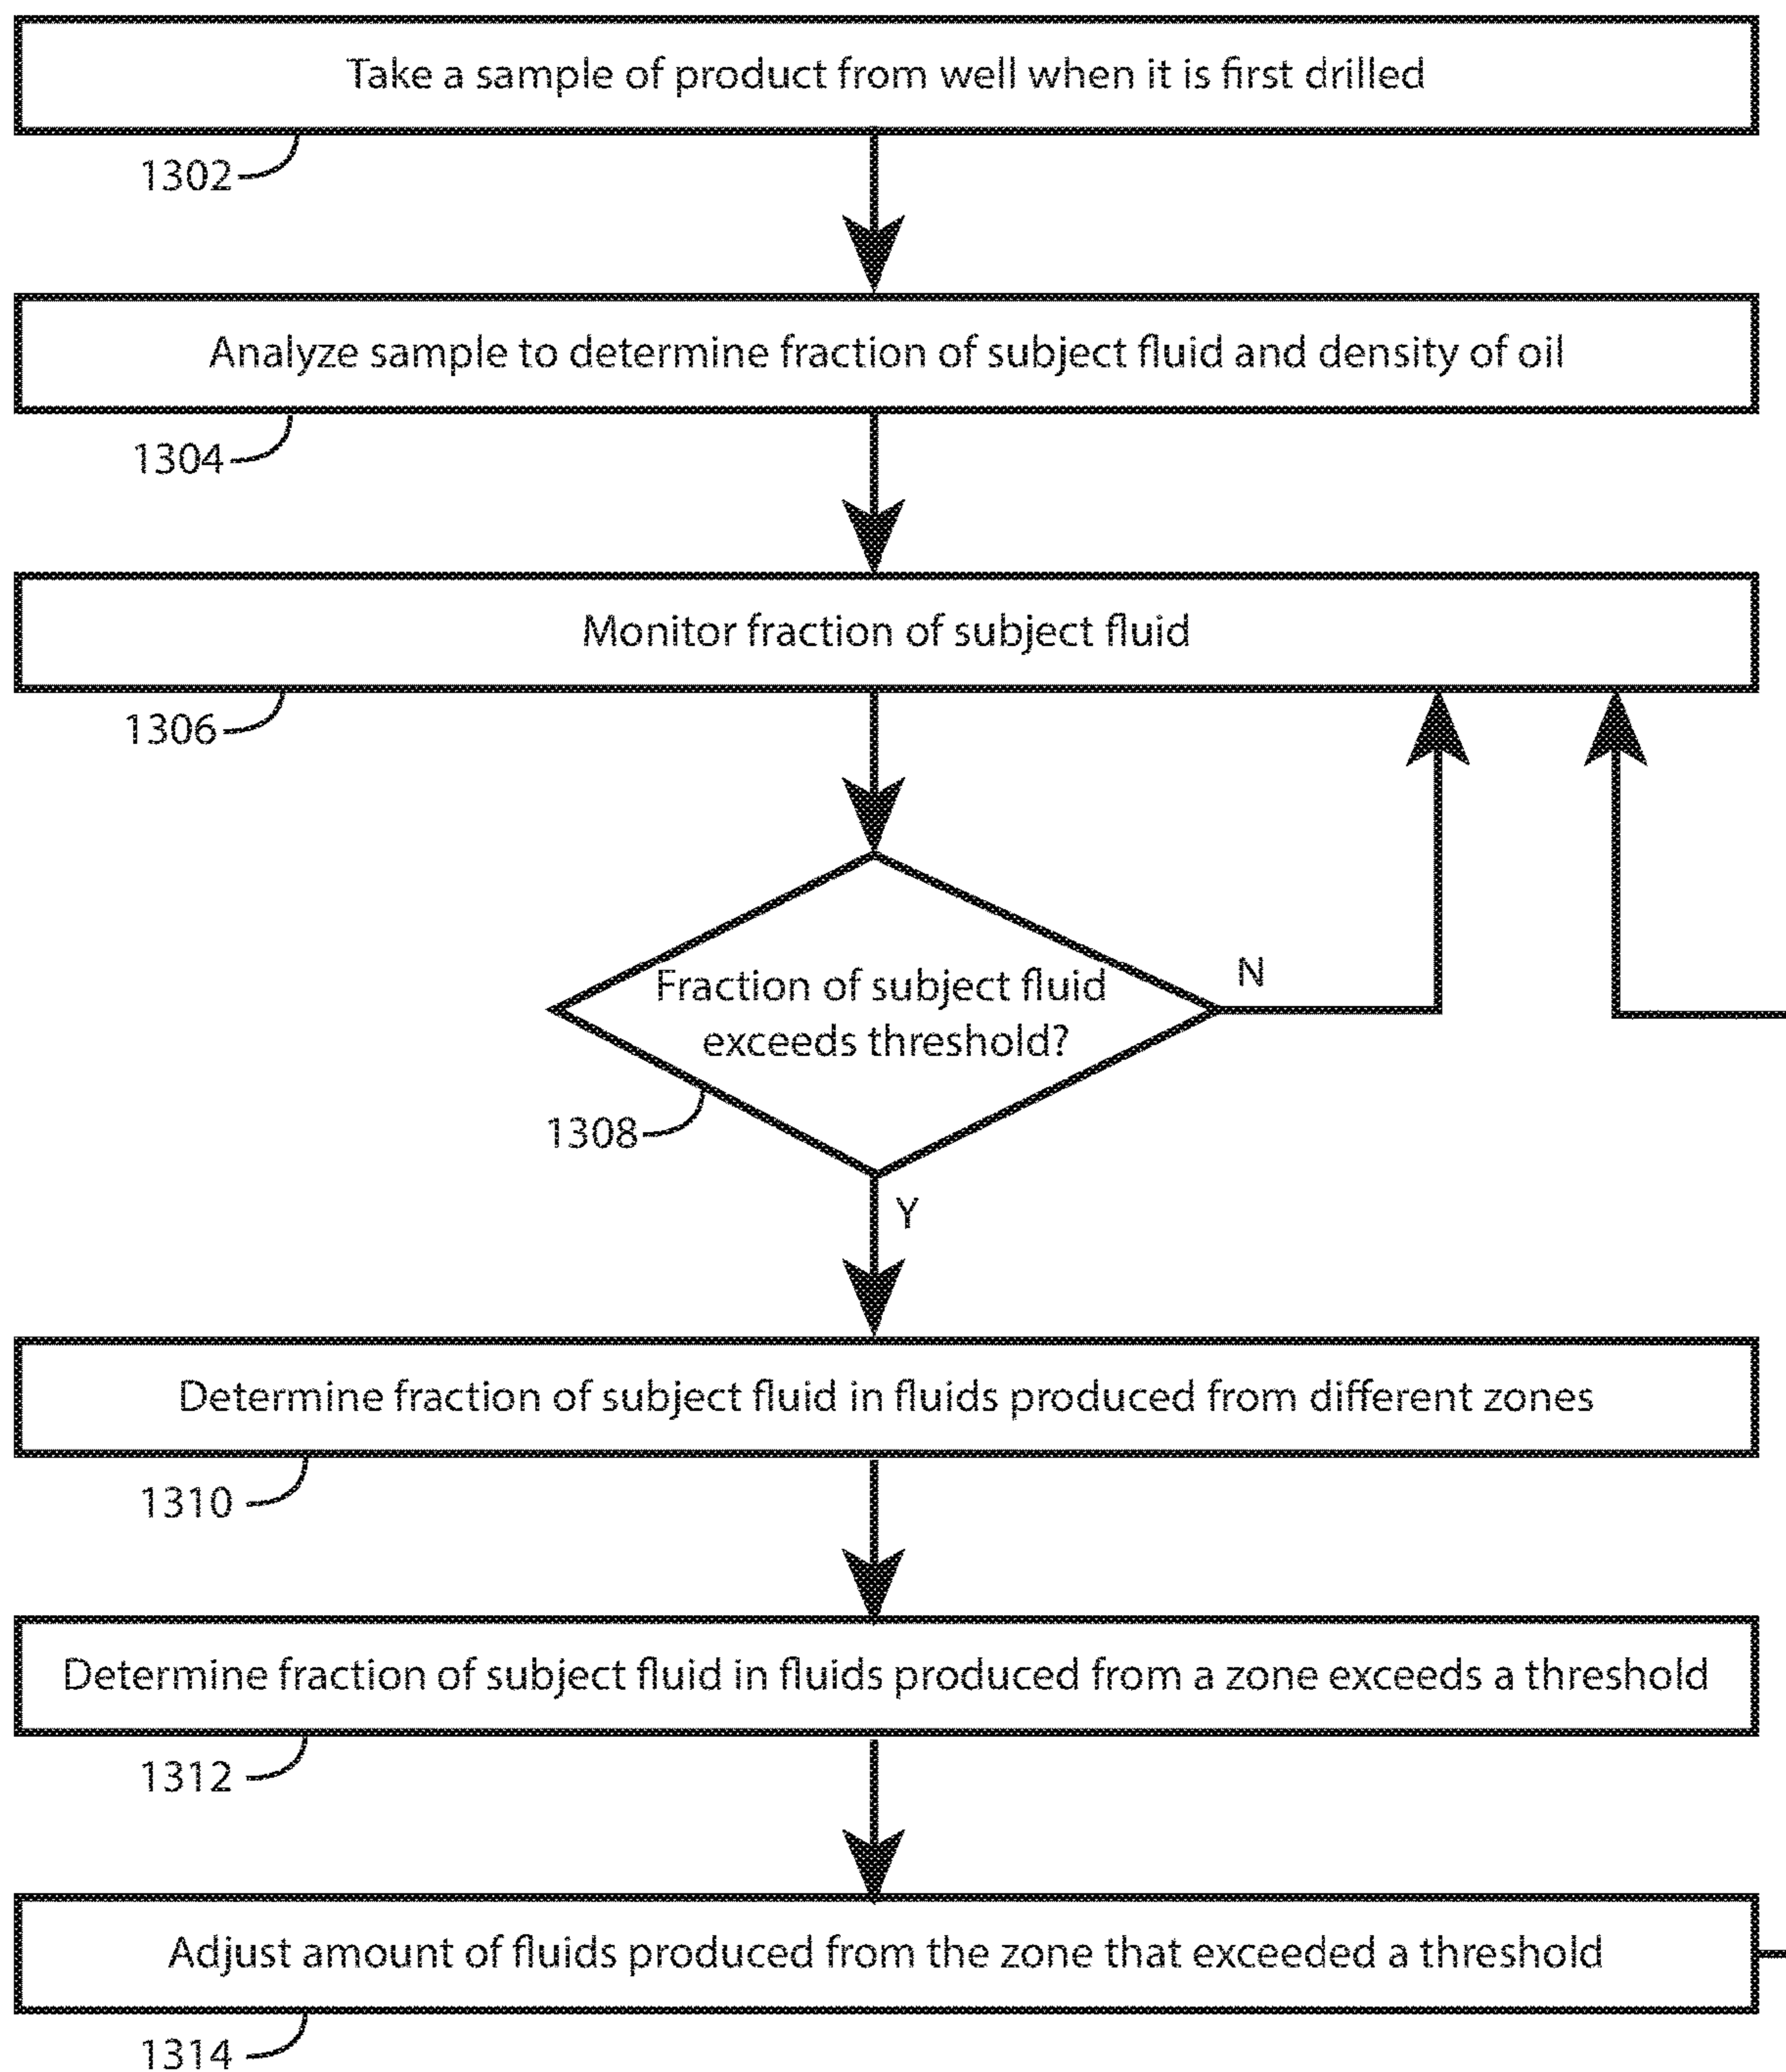 Take a sample of product from well when it is first drilled
1302
Analyze sample to determine fraction of subject fluid and density of oil
1304
Monitor fraction of subject fluid
1306
Fraction of subject fluid
exceeds threshold?
N
1308
Y
Determine fraction of subject fluid in fluids produced from different zones
1310
Determine fraction of subject fluid in fluids produced from a zone exceeds a threshold
1312
Adjust amount of fluids produced from the zone that exceeded a threshold
1314